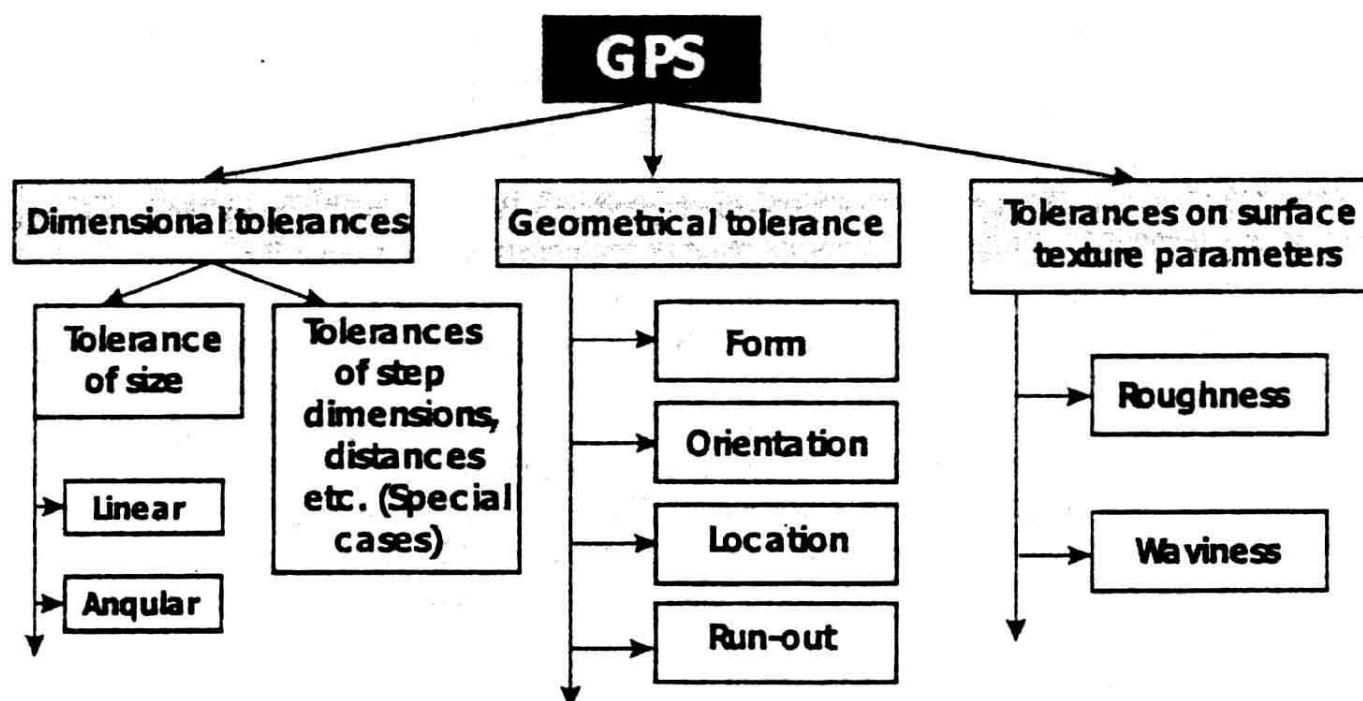 GPS
Dimensional tolerances
Geometrical tolerance
Tolerances on surface
texture parameters
Tolerance
of size
Linear
Anqular
Tolerances
of step
dimensions,
distances
etc. (Special
cases)
Form
Orientation
Location
Run-out
Roughness
Waviness